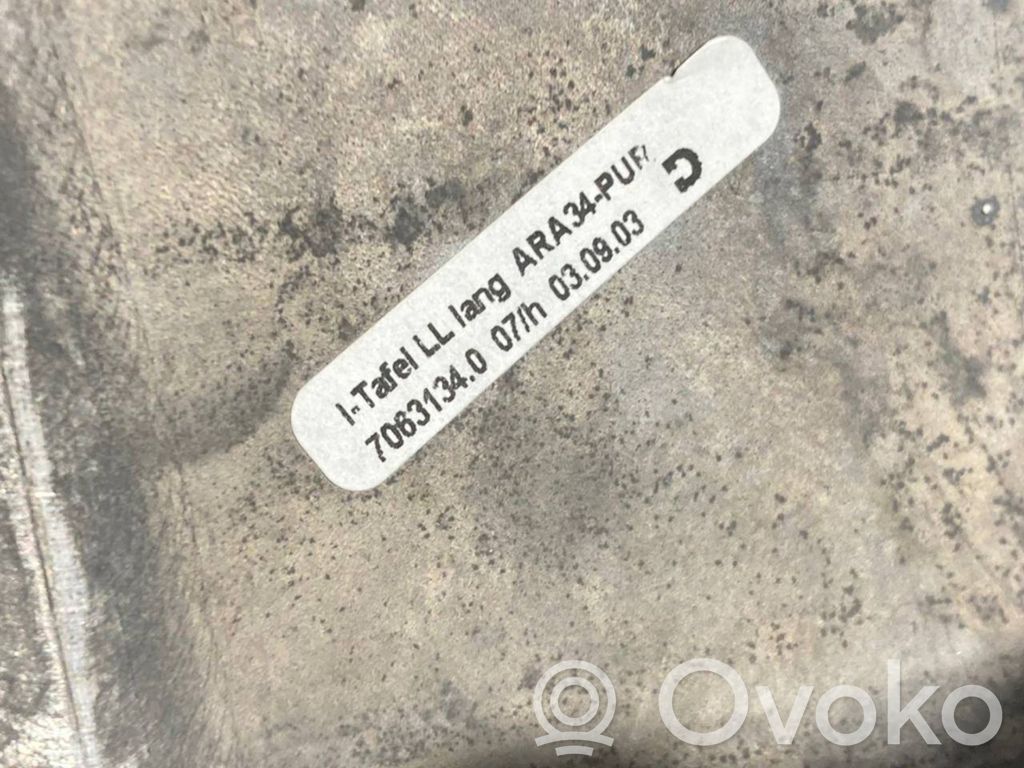 I-Tafel LL lang ARA34-PUR
7063134.0 07/h 03.09.03
Ovoko